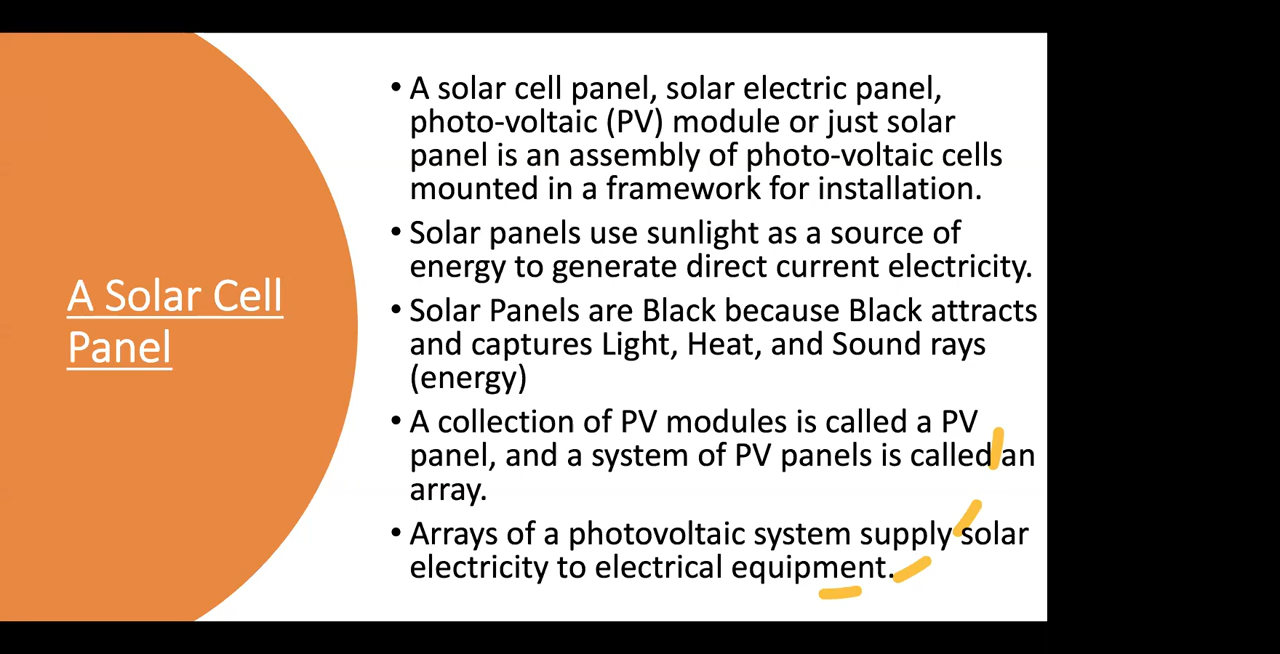 A Solar Cell
Panel
• A solar cell panel, solar electric panel,
photo-voltaic (PV) module or just solar
panel is an assembly of photo-voltaic cells
mounted in a framework for installation.
• Solar panels use sunlight as a source of
energy to generate direct current electricity.
• Solar Panels are Black because Black attracts
and captures Light, Heat, and Sound rays
(energy)
• A collection of PV modules is called a PV
panel, and a system of PV panels is called an
array.
• Arrays of a photovoltaic system supply solar
electricity to electrical equipment.